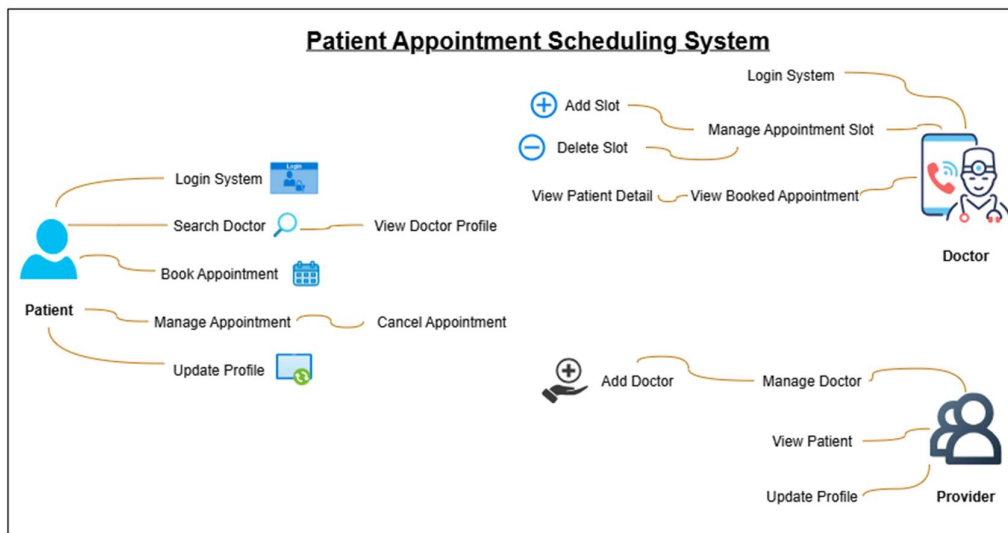 Patient Appointment Scheduling System
Login System
Login
Search Doctor
View Doctor Profile
Book Appointment
Patient
Manage Appointment
Cancel Appointment
Update Profile
Login System
Add Slot
Manage Appointment Slot
Delete Slot
View Patient Detail
View Booked Appointment
Doctor
Add Doctor
Manage Doctor
View Patient
Update Profile
Provider